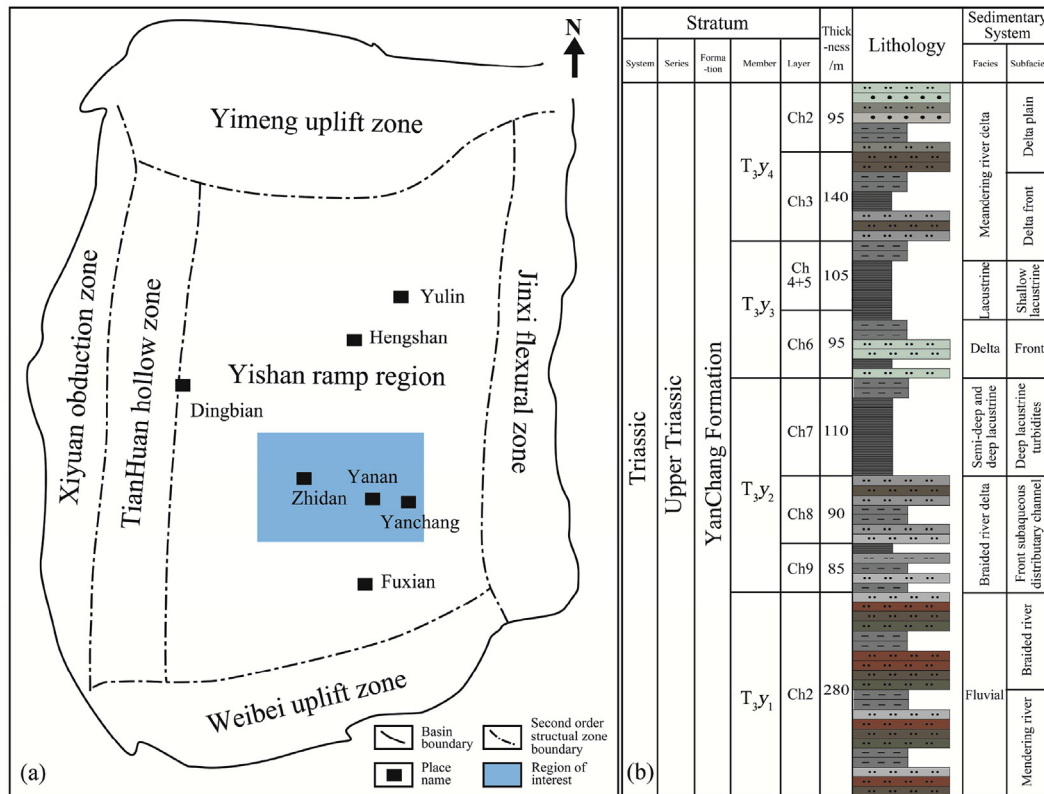 N
Yimeng uplift zone
Xiyuan obduction zone
TianHuan hollow zone
Jinxi flexural zone
Yulin
Hengshan
Yishan ramp region
Dingbian
Yanan
Zhidan
Yanchang
Fuxian
Weibei uplift zone
Basin
boundary
Second order
structual zone
boundary
Place
name
Region of
interest
(a)
Stratum
Thick
-ness
/m
Lithology
Sedimentary
System
System
Series
Forma
-tion
Member
Layer
Facies
Subfacies
Triassic
Upper Triassic
YanChang Formation
T₃y₄
T₃y₃
T₃y₂
T₃y₁
Ch2
95
Ch3
140
Ch
4+5
105
Ch6
95
Ch7
110
Ch8
90
Ch9
85
Ch2
280
Meandering river delta
Delta plain
Delta front
Lacustrine
Shallow
lacustrine
Delta
Front
Semi-deep and
deep lacustrine
Deep lacustrine
turbidites
Braided river delta
Front subaqueous
distributary channel
Fluvial
Braided river
Mendering river
(b)